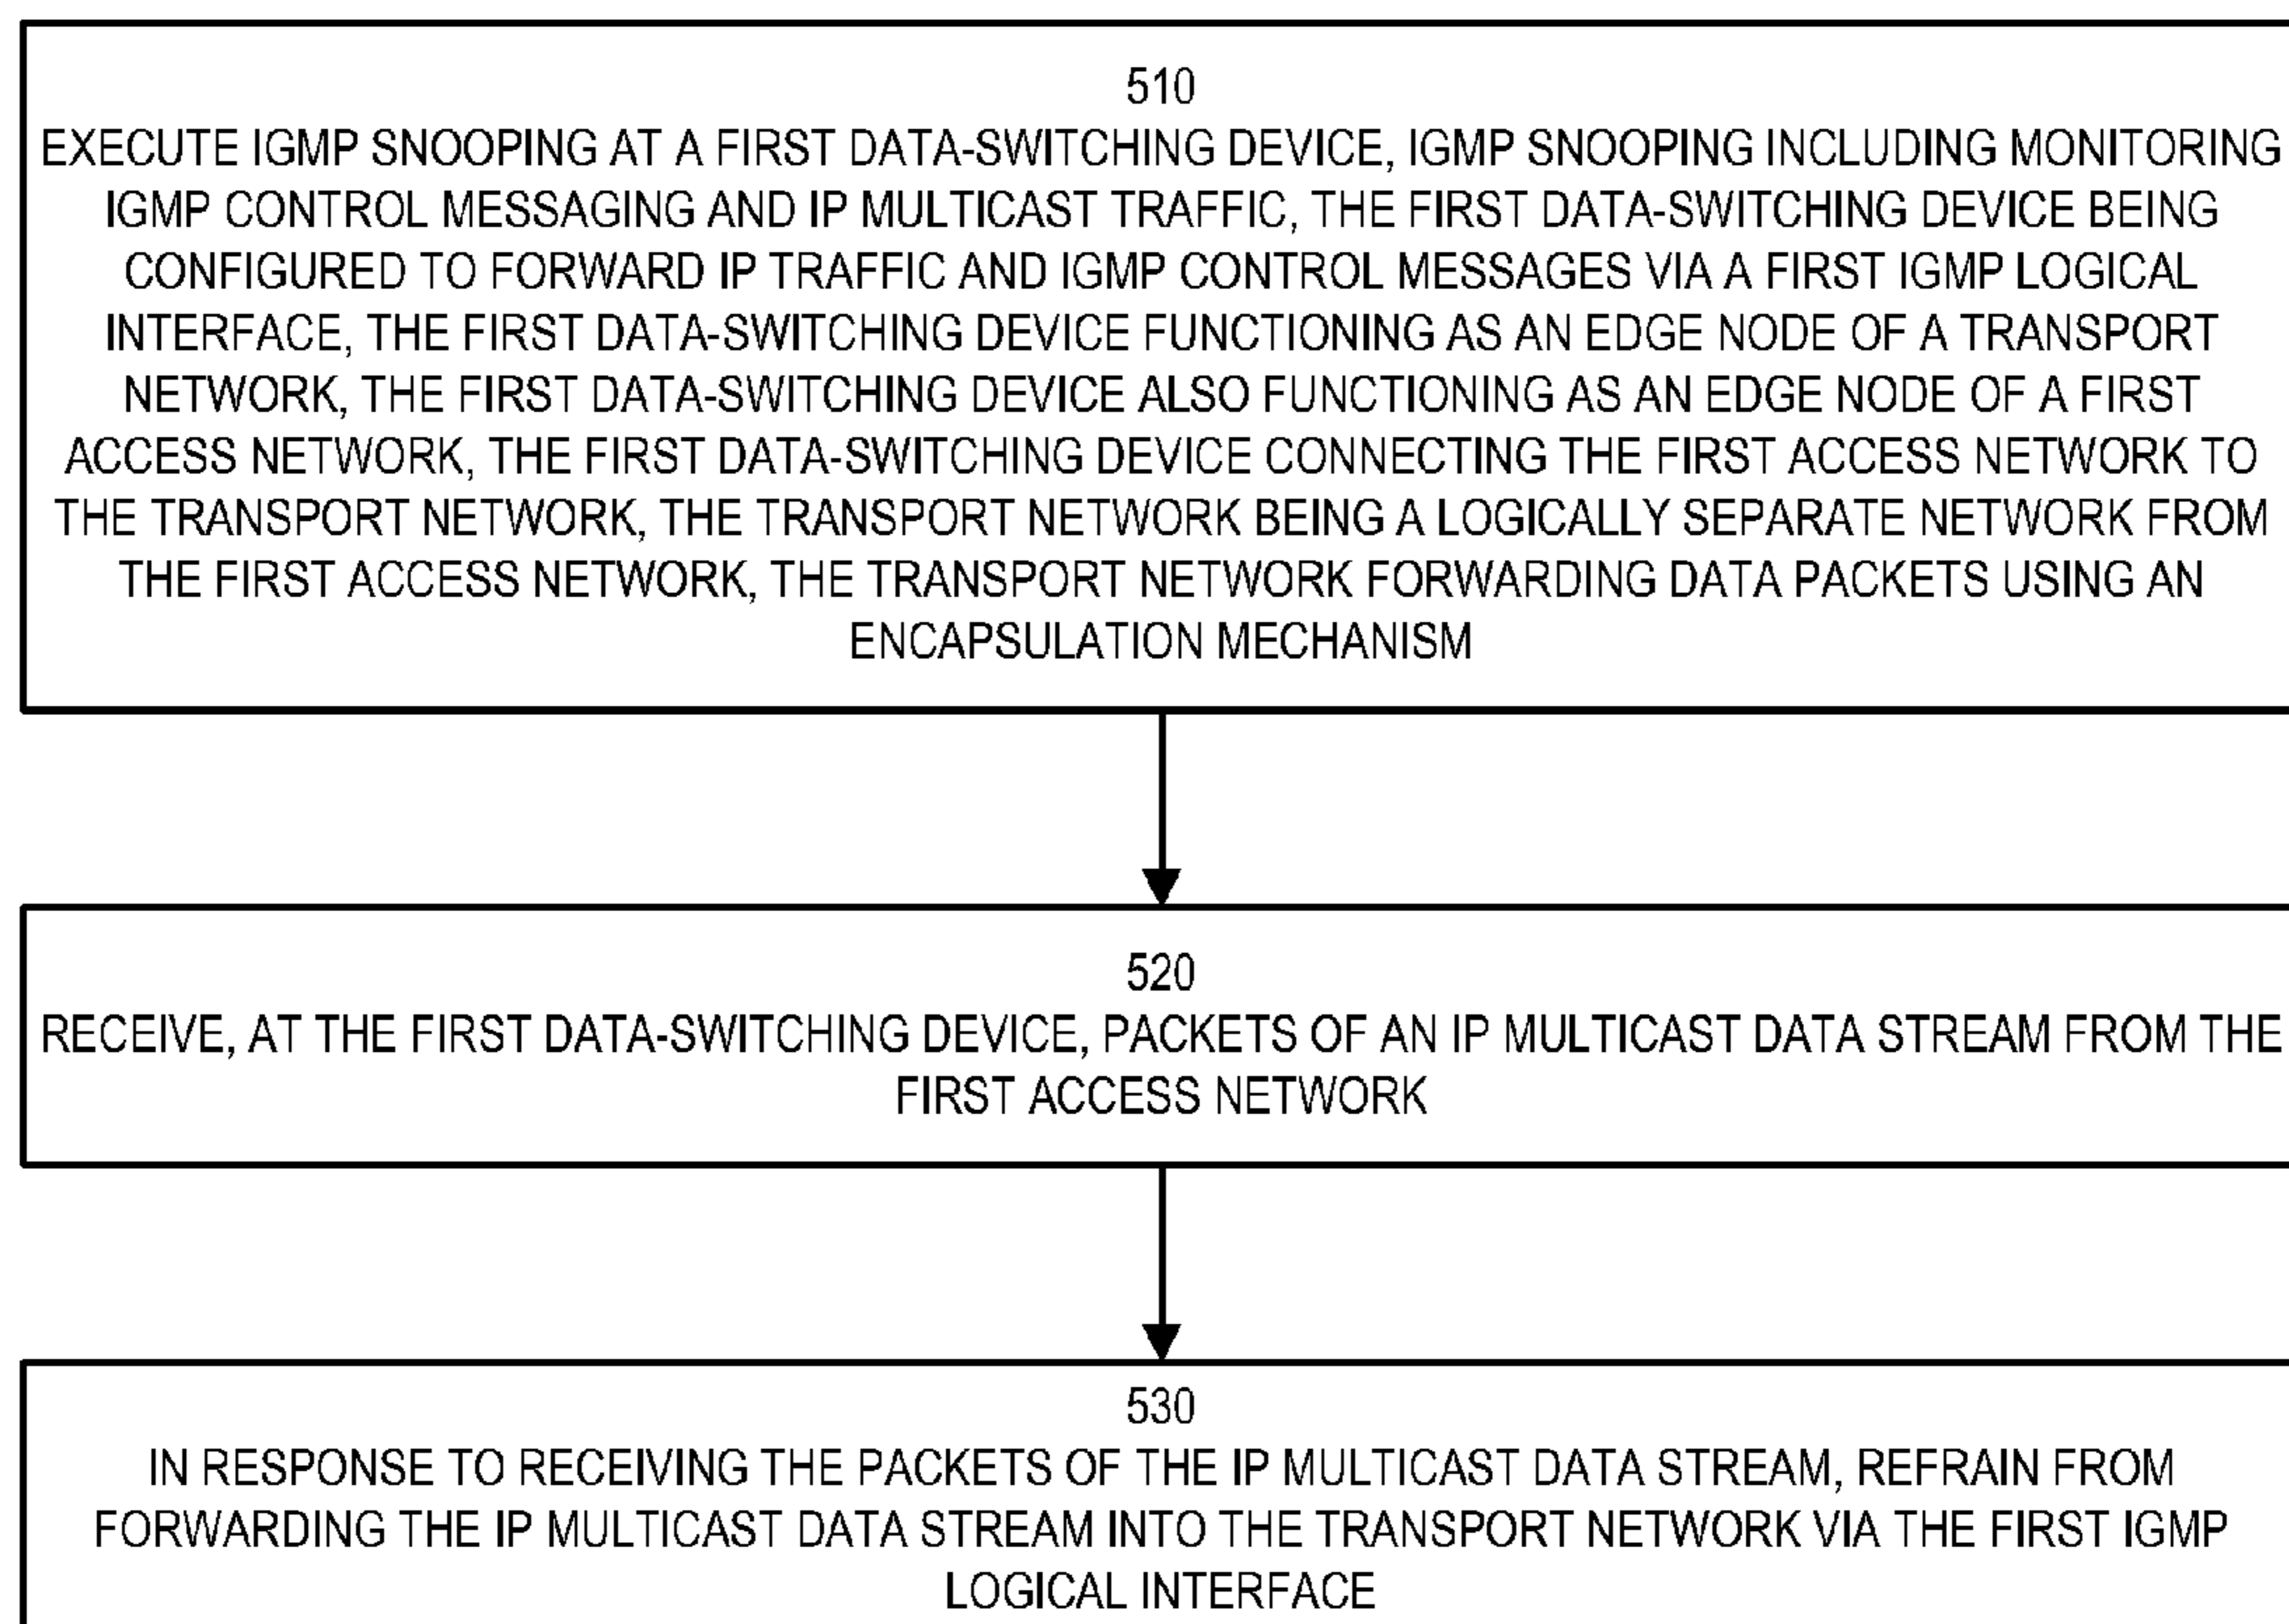 510
EXECUTE IGMP SNOOPING AT A FIRST DATA-SWITCHING DEVICE, IGMP SNOOPING INCLUDING MONITORING
IGMP CONTROL MESSAGING AND IP MULTICAST TRAFFIC, THE FIRST DATA-SWITCHING DEVICE BEING
CONFIGURED TO FORWARD IP TRAFFIC AND IGMP CONTROL MESSAGES VIA A FIRST IGMP LOGICAL
INTERFACE, THE FIRST DATA-SWITCHING DEVICE FUNCTIONING AS AN EDGE NODE OF A TRANSPORT
NETWORK, THE FIRST DATA-SWITCHING DEVICE ALSO FUNCTIONING AS AN EDGE NODE OF A FIRST
ACCESS NETWORK, THE FIRST DATA-SWITCHING DEVICE CONNECTING THE FIRST ACCESS NETWORK TO
THE TRANSPORT NETWORK, THE TRANSPORT NETWORK BEING A LOGICALLY SEPARATE NETWORK FROM
THE FIRST ACCESS NETWORK, THE TRANSPORT NETWORK FORWARDING DATA PACKETS USING AN
ENCAPSULATION MECHANISM
520
RECEIVE, AT THE FIRST DATA-SWITCHING DEVICE, PACKETS OF AN IP MULTICAST DATA STREAM FROM THE
FIRST ACCESS NETWORK
530
IN RESPONSE TO RECEIVING THE PACKETS OF THE IP MULTICAST DATA STREAM, REFRAIN FROM
FORWARDING THE IP MULTICAST DATA STREAM INTO THE TRANSPORT NETWORK VIA THE FIRST IGMP
LOGICAL INTERFACE